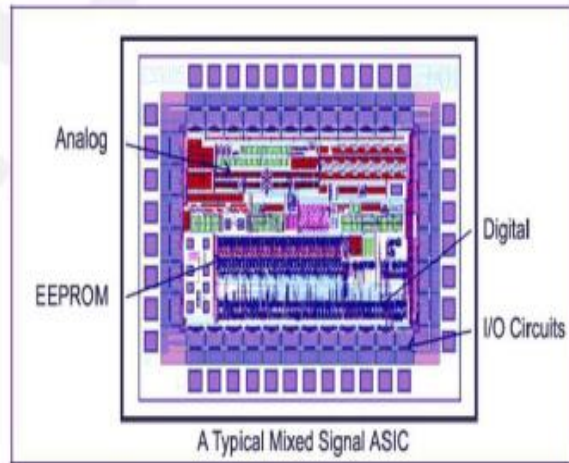 Analog
Digital
EEPROM
I/O Circuits
A Typical Mixed Signal ASIC